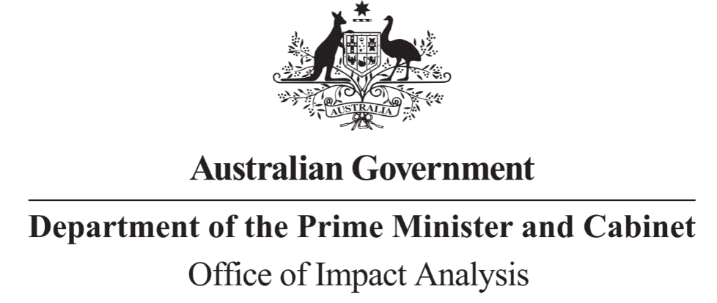 AUSTRALIA
Australian Government
Department of the Prime Minister and Cabinet
Office of Impact Analysis